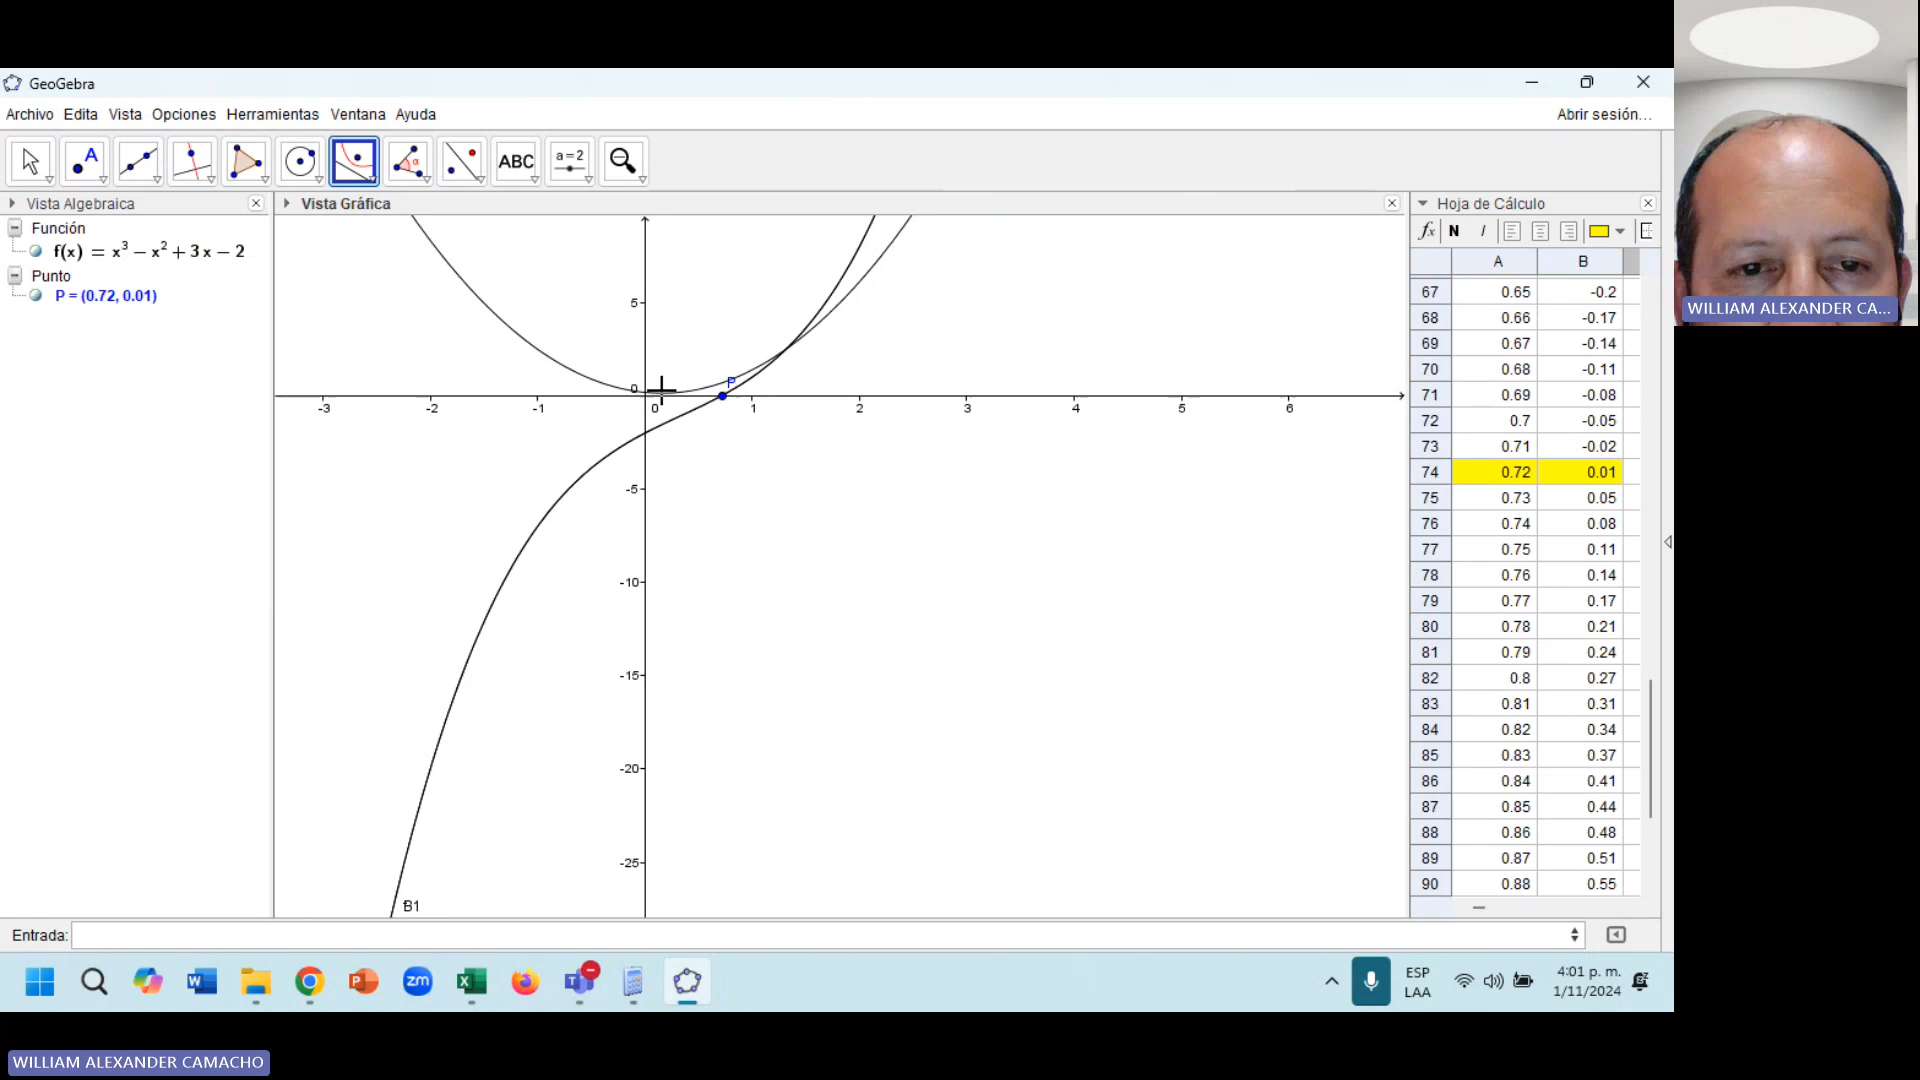 GeoGebra
Archivo Edita Vista Opciones Herramientas Ventana Ayuda
Abrir sesión...
A
α
ABC
a = 2
Vista Algebraica
Función
f(x) = x³ − x² + 3 x − 2
Punto
P = (0.72, 0.01)
Vista Gráfica
5
0
-5
-10
-15
-20
-25
-3 -2 -1 0 1 2 3 4 5 6
P
B1
Hoja de Cálculo
fx N I
A B
67 0.65 -0.2
68 0.66 -0.17
69 0.67 -0.14
70 0.68 -0.11
71 0.69 -0.08
72 0.7 -0.05
73 0.71 -0.02
74 0.72 0.01
75 0.73 0.05
76 0.74 0.08
77 0.75 0.11
78 0.76 0.14
79 0.77 0.17
80 0.78 0.21
81 0.79 0.24
82 0.8 0.27
83 0.81 0.31
84 0.82 0.34
85 0.83 0.37
86 0.84 0.41
87 0.85 0.44
88 0.86 0.48
89 0.87 0.51
90 0.88 0.55
Entrada:
W
P
zm
X
T
ESP
LAA
4:01 p. m.
1/11/2024
WILLIAM ALEXANDER CA...
WILLIAM ALEXANDER CAMACHO